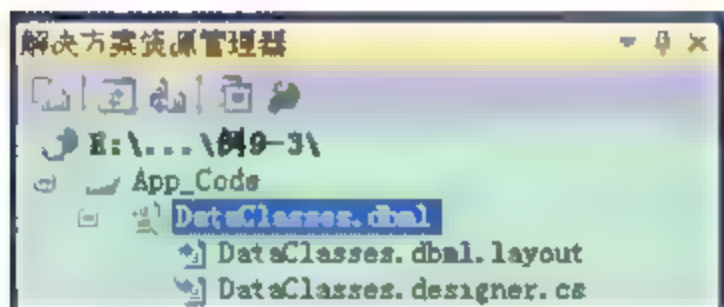 解决方案资源管理器
E:\...\例9-3\
App_Code
DataClasses.dbml
DataClasses.dbml.layout
DataClasses.designer.cs